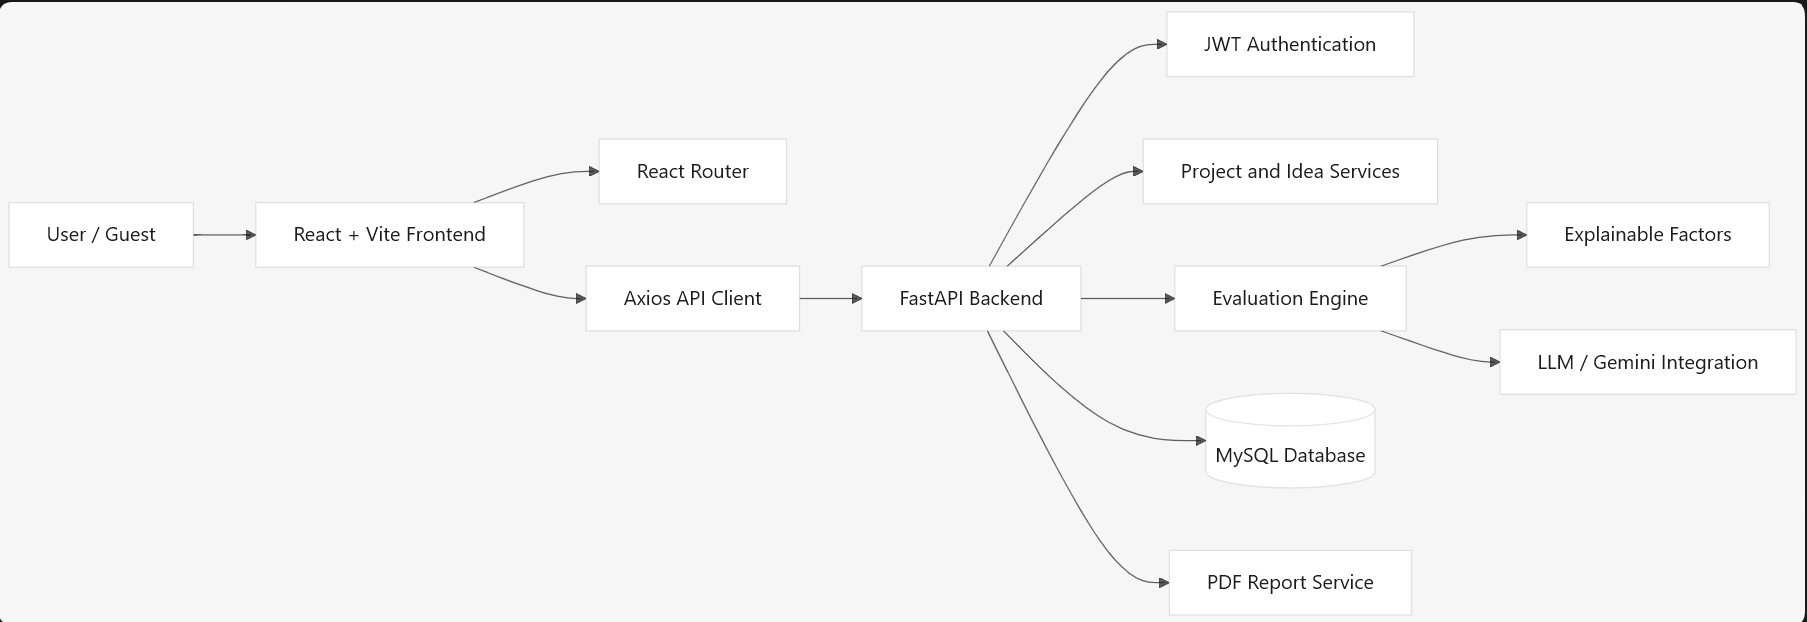 User / Guest
React + Vite Frontend
React Router
Axios API Client
FastAPI Backend
JWT Authentication
Project and Idea Services
Evaluation Engine
MySQL Database
PDF Report Service
Explainable Factors
LLM / Gemini Integration